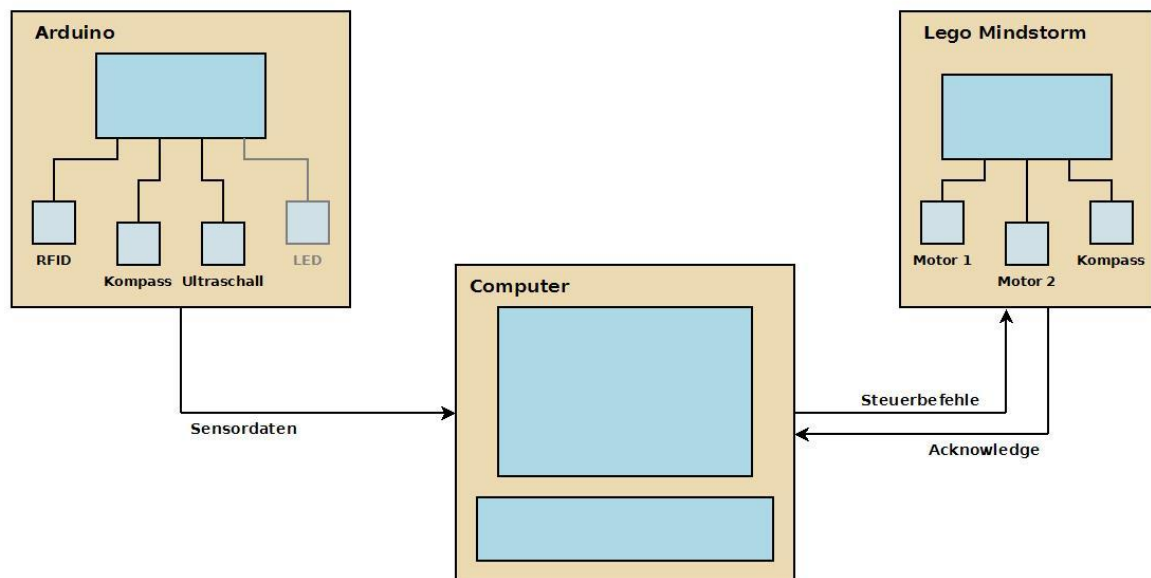 Arduino
RFID
Kompass
Ultraschall
LED
Sensordaten
Computer
Lego Mindstorm
Motor 1
Motor 2
Kompass
Steuerbefehle
Acknowledge